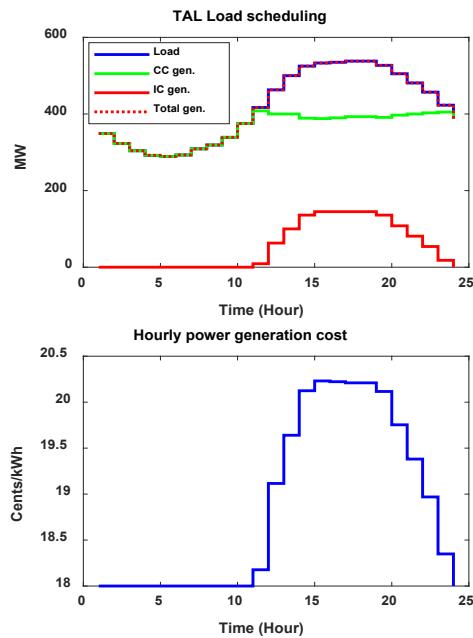 TAL Load scheduling
600
400
200
0
MW
Load
CC gen.
IC gen.
Total gen.
0 5 10 15 20 25
Time (Hour)
Hourly power generation cost
20.5
20
19.5
19
18.5
18
Cents/kWh
0 5 10 15 20 25
Time (Hour)